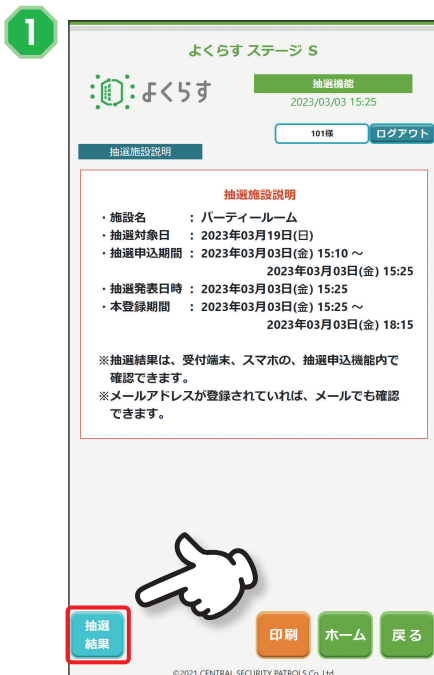 1
よくらす ステージ S
よくらす
抽選機能
2023/03/03 15:25
101様
ログアウト
抽選施設説明
抽選施設説明
・施設名 : パーティールーム
・抽選対象日 : 2023年03月19日(日)
・抽選申込期間 : 2023年03月03日(金) 15:10 ～
2023年03月03日(金) 15:25
・抽選発表日時 : 2023年03月03日(金) 15:25
・本登録期間 : 2023年03月03日(金) 15:25 ～
2023年03月03日(金) 18:15
※抽選結果は、受付端末、スマホの、抽選申込機能内で
確認できます。
※メールアドレスが登録されていれば、メールでも確認
できます。
抽選
結果
印刷
ホーム
戻る
©2021 CENTRAL SECURITY PATROLS Co.,Ltd.